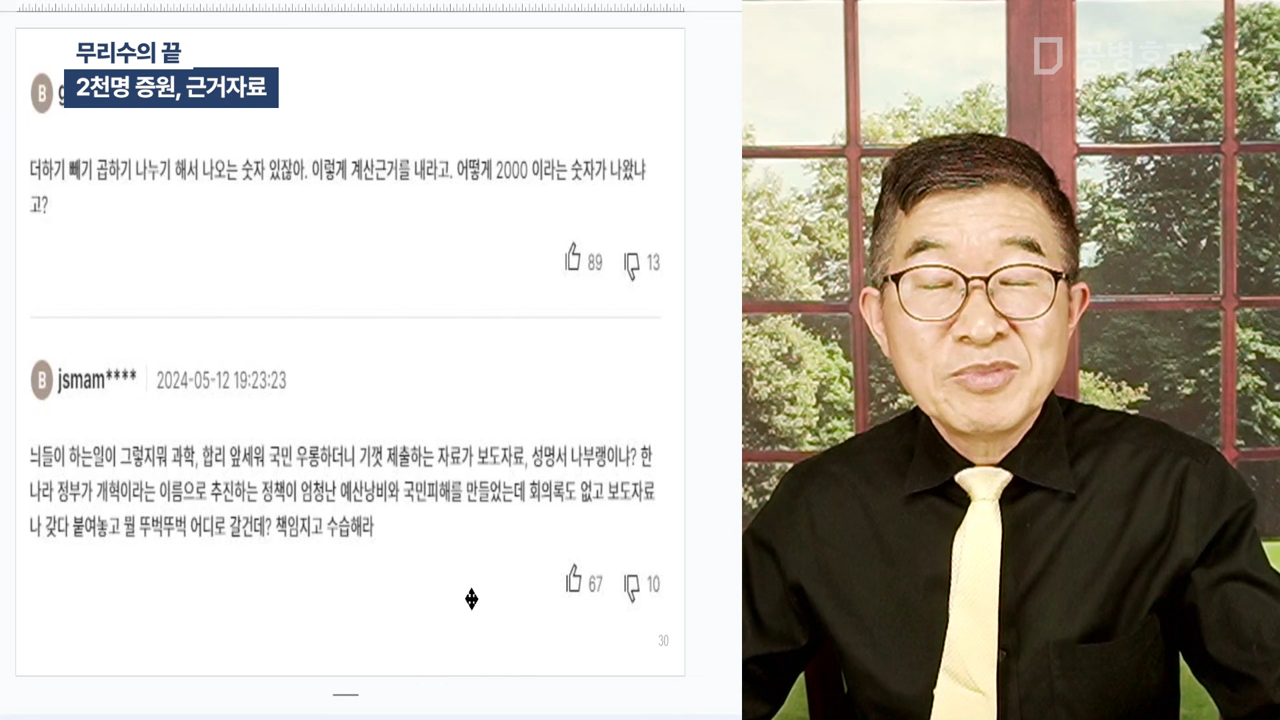 무리수의 끝
2천명 증원, 근거자료
B
더하기 빼기 곱하기 나누기 해서 나오는 숫자 있잖아. 이렇게 계산근거를 내라고. 어떻게 2000 이라는 숫자가 나왔냐
고?
89 13
B jsmam**** 2024-05-12 19:23:23
늬들이 하는일이 그렇지뭐 과학, 합리 앞세워 국민 우롱하더니 기껏 제출하는 자료가 보도자료, 성명서 나부랭이냐? 한
나라 정부가 개혁이라는 이름으로 추진하는 정책이 엄청난 예산낭비와 국민피해를 만들었는데 회의록도 없고 보도자료
나 갖다 붙여놓고 뭘 뚜벅뚜벅 어디로 갈건데? 책임지고 수습해라
67 10
30
공병호